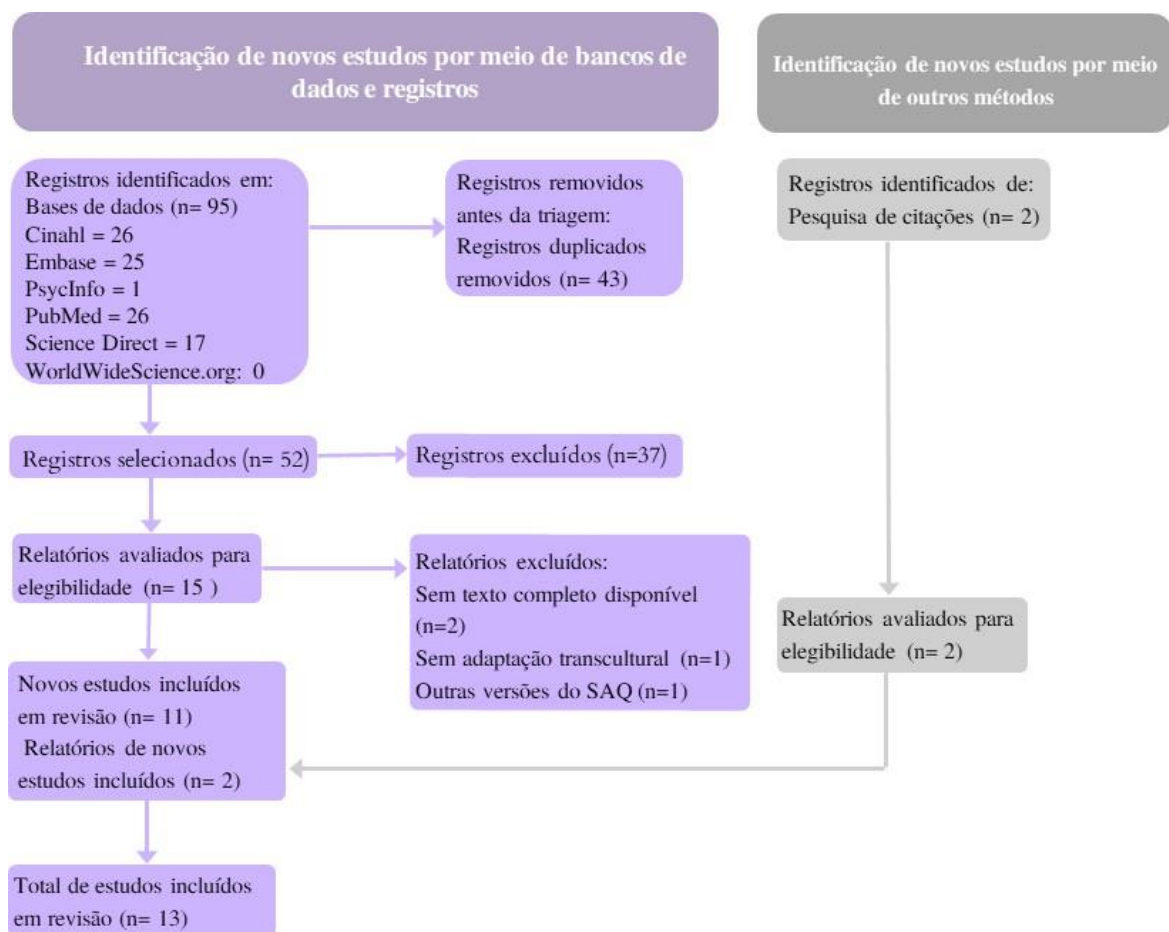 Identificação de novos estudos por meio de bancos de
dados e registros
Identificação de novos estudos por meio
de outros métodos
Registros identificados em:
Bases de dados (n= 95)
Cinahl = 26
Embase = 25
PsycInfo = 1
PubMed = 26
Science Direct = 17
WorldWideScience.org: 0
Registros removidos
antes da triagem:
Registros duplicados
removidos (n= 43)
Registros identificados de:
Pesquisa de citações (n= 2)
Registros selecionados (n= 52)
Registros excluídos (n=37)
Relatórios avaliados para
elegibilidade (n= 15 )
Relatórios excluídos:
Sem texto completo disponível
(n=2)
Sem adaptação transcultural (n=1)
Outras versões do SAQ (n=1)
Relatórios avaliados para
elegibilidade (n= 2)
Novos estudos incluídos
em revisão (n= 11)
Relatórios de novos
estudos incluídos (n= 2)
Total de estudos incluídos
em revisão (n= 13)